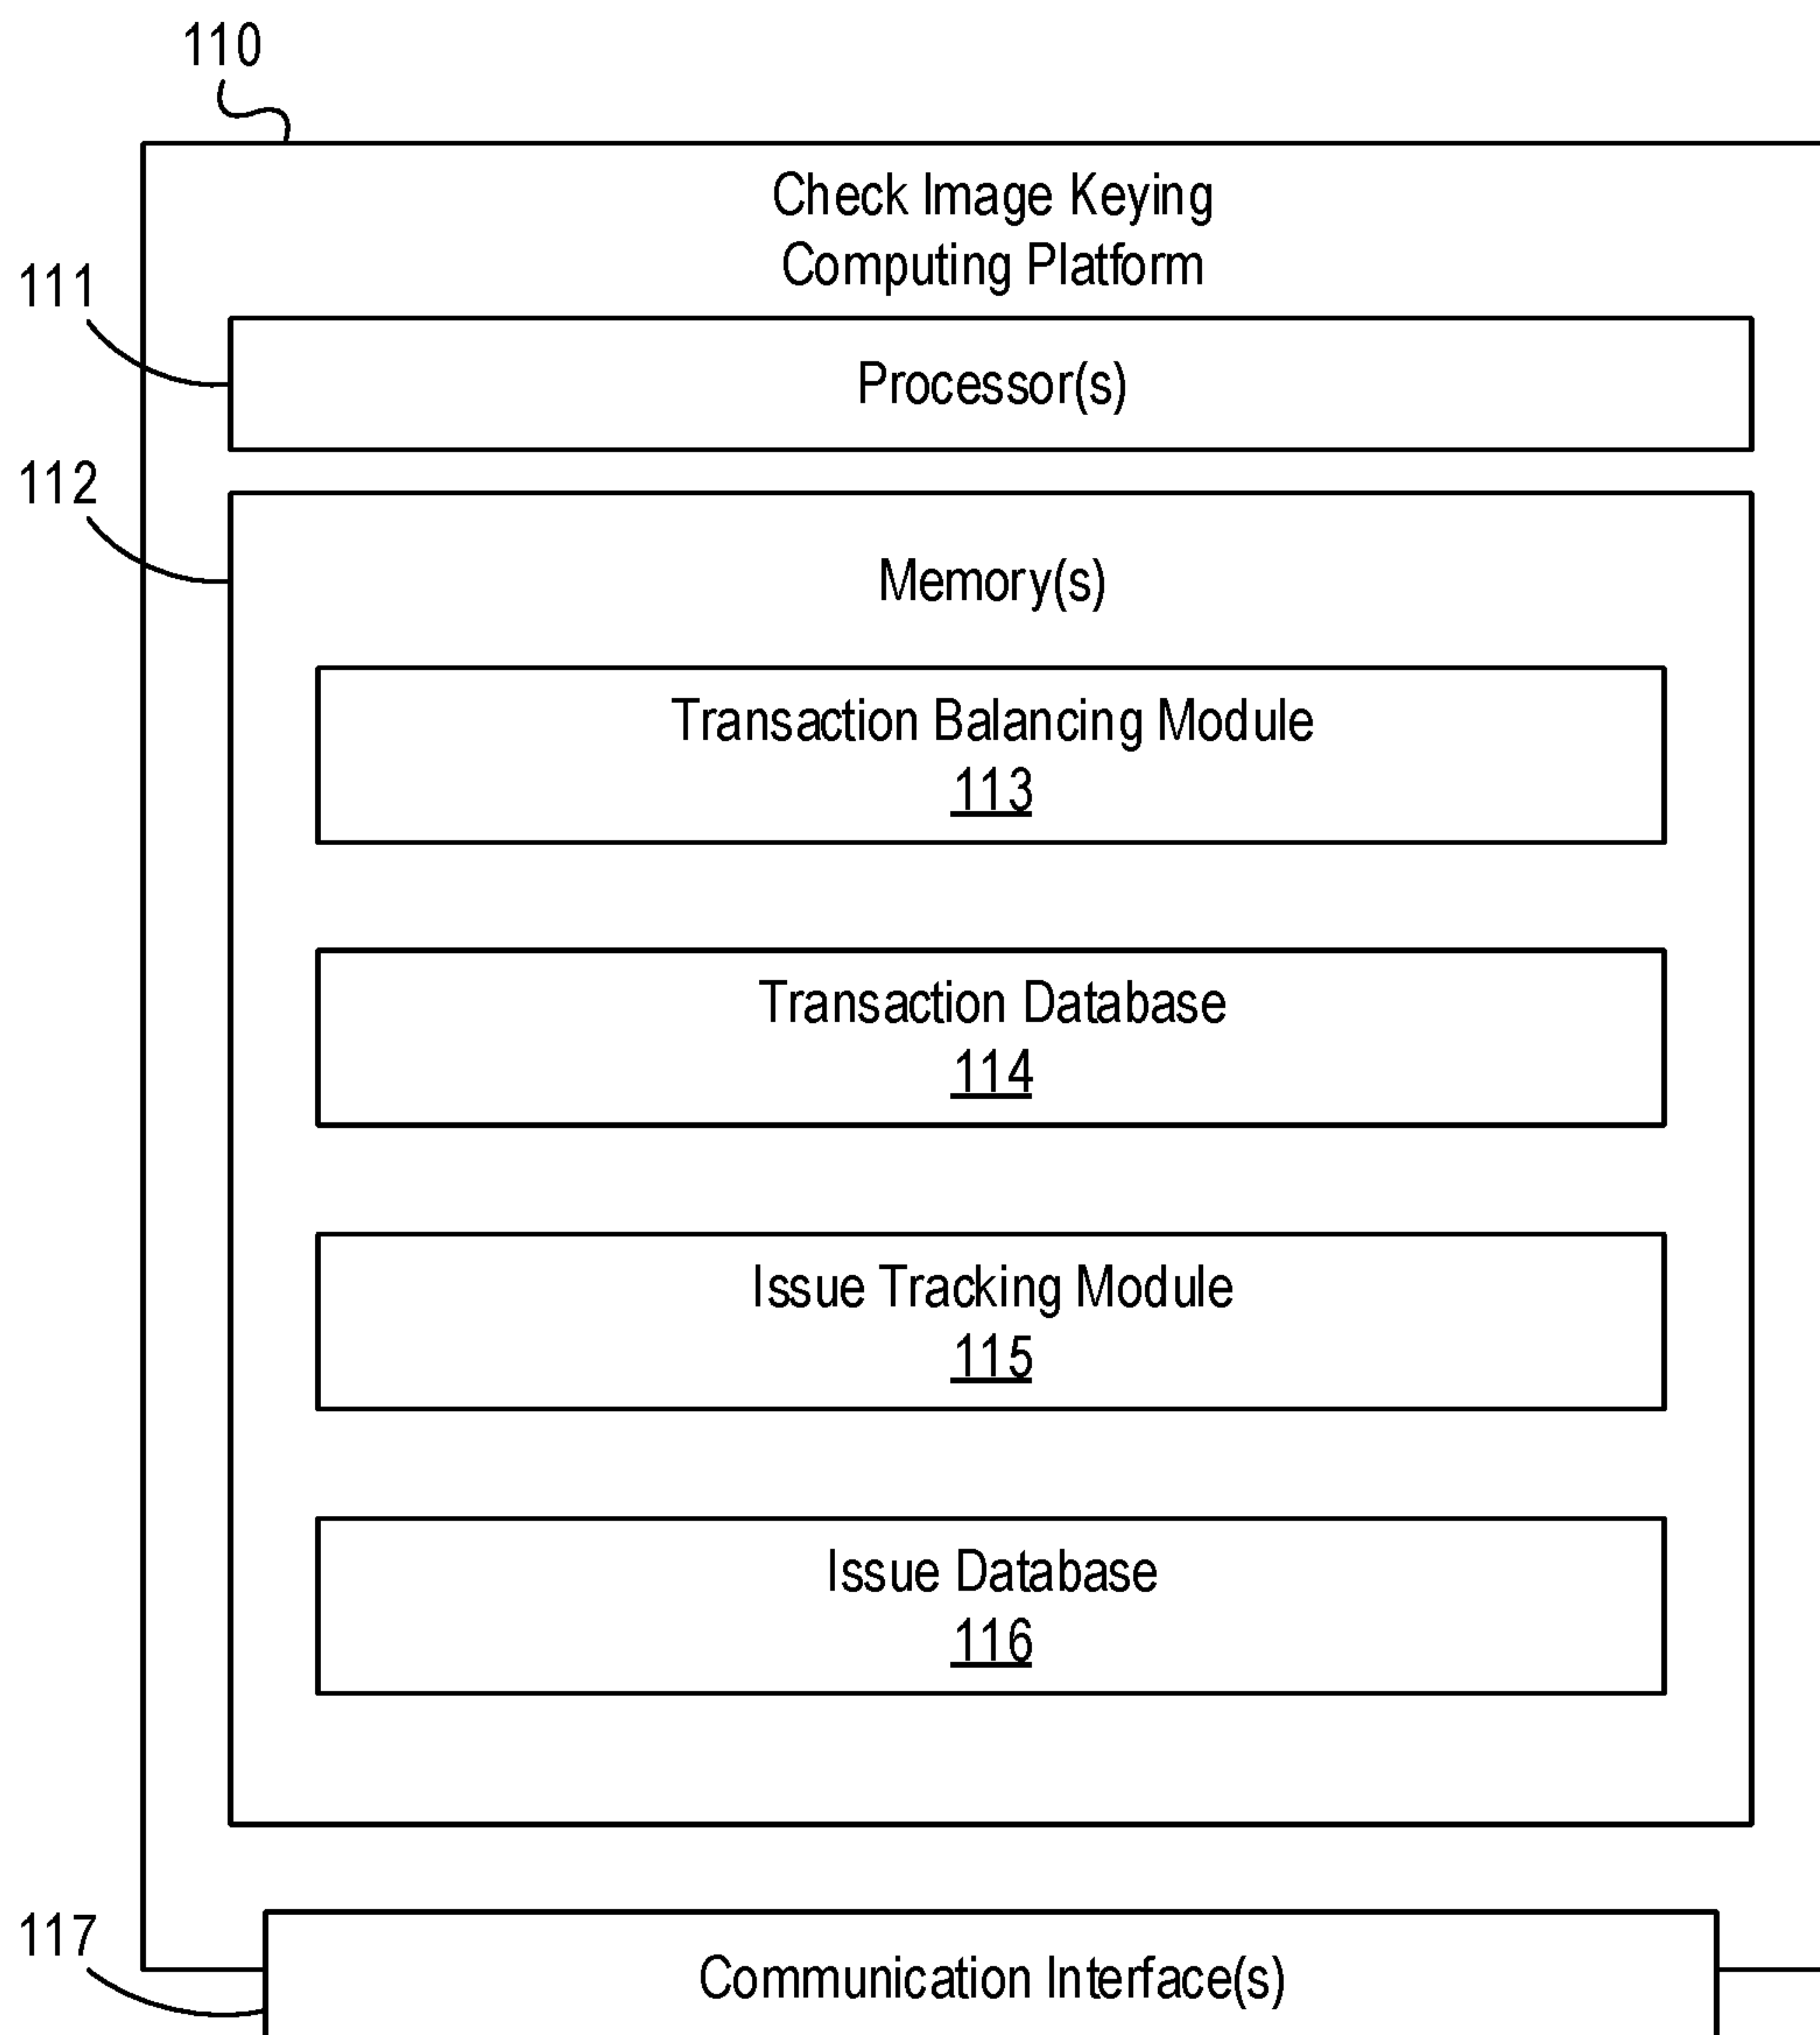 110
Check Image Keying
Computing Platform
111
Processor(s)
112
Memory(s)
Transaction Balancing Module
113
Transaction Database
114
Issue Tracking Module
115
Issue Database
116
117
Communication Interface(s)